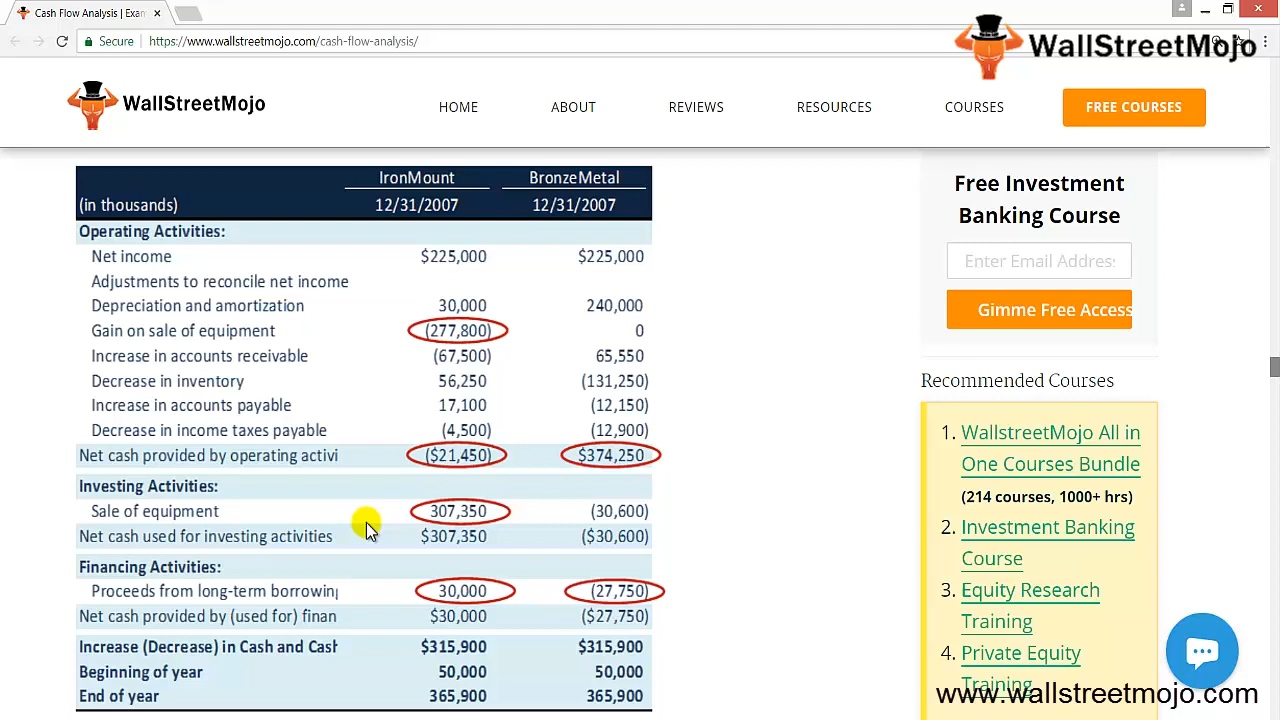 Cash Flow Analysis | Exam
Secure https://www.wallstreetmojo.com/cash-flow-analysis/
WallStreetMojo
WallStreetMojo HOME ABOUT REVIEWS RESOURCES COURSES FREE COURSES
IronMount BronzeMetal
(in thousands) 12/31/2007 12/31/2007
Operating Activities:
Net income $225,000 $225,000
Adjustments to reconcile net income
Depreciation and amortization 30,000 240,000
Gain on sale of equipment (277,800) 0
Increase in accounts receivable (67,500) 65,550
Decrease in inventory 56,250 (131,250)
Increase in accounts payable 17,100 (12,150)
Decrease in income taxes payable (4,500) (12,900)
Net cash provided by operating activi ($21,450) $374,250
Investing Activities:
Sale of equipment 307,350 (30,600)
Net cash used for investing activities $307,350 ($30,600)
Financing Activities:
Proceeds from long-term borrowing 30,000 (27,750)
Net cash provided by (used for) finan $30,000 ($27,750)
Increase (Decrease) in Cash and Cash $315,900 $315,900
Beginning of year 50,000 50,000
End of year 365,900 365,900
Free Investment
Banking Course
Enter Email Address:
Gimme Free Access
Recommended Courses
1. WallstreetMojo All in
One Courses Bundle
(214 courses, 1000+ hrs)
2. Investment Banking
Course
3. Equity Research
Training
4. Private Equity
Training
www.wallstreetmojo.com